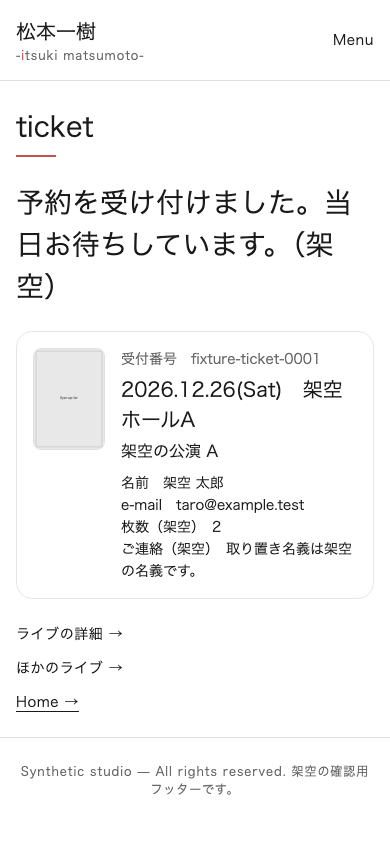 松本一樹
-itsuki matsumoto-
Menu
ticket
予約を受け付けました。当
日お待ちしています。（架
空）
受付番号　fixture-ticket-0001
2026.12.26(Sat)　架空
ホールA
架空の公演 A
名前　架空 太郎
e-mail　taro@example.test
枚数（架空）　2
ご連絡（架空）　取り置き名義は架空
の名義です。
ライブの詳細 →
ほかのライブ →
Home →
Synthetic studio — All rights reserved. 架空の確認用
フッターです。